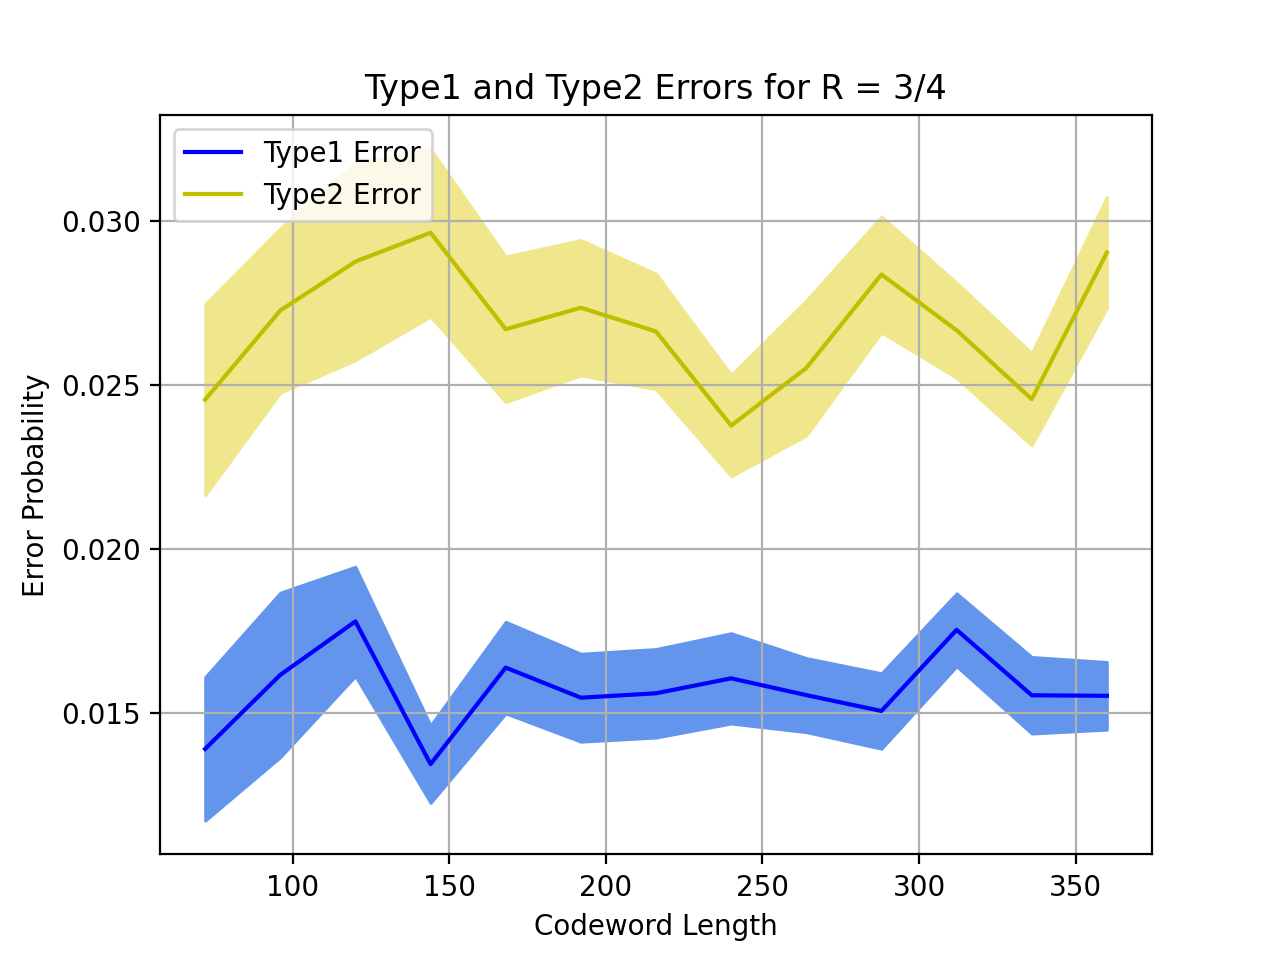 Type1 and Type2 Errors for R = 3/4
Type1 Error
Type2 Error
0.030
0.025
0.020
0.015
Error Probability
100 150 200 250 300 350
Codeword Length